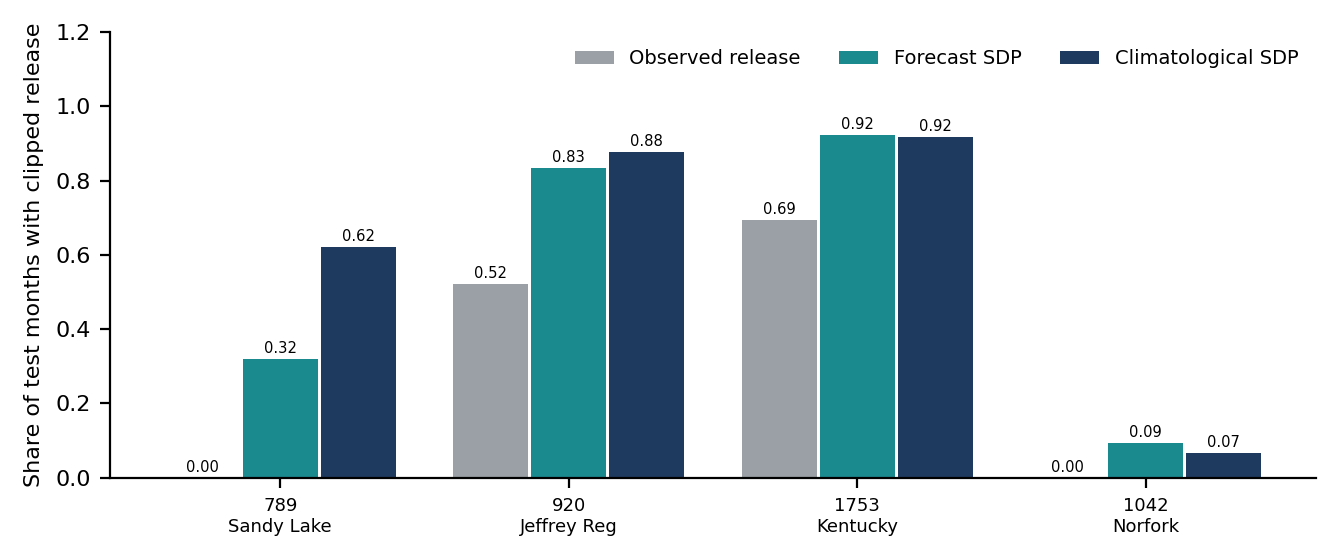 Share of test months with clipped release
1.2
1.0
0.8
0.6
0.4
0.2
0.0
Observed release
Forecast SDP
Climatological SDP
0.00
0.32
0.62
0.52
0.83
0.88
0.69
0.92
0.92
0.00
0.09
0.07
789
Sandy Lake
920
Jeffrey Reg
1753
Kentucky
1042
Norfork